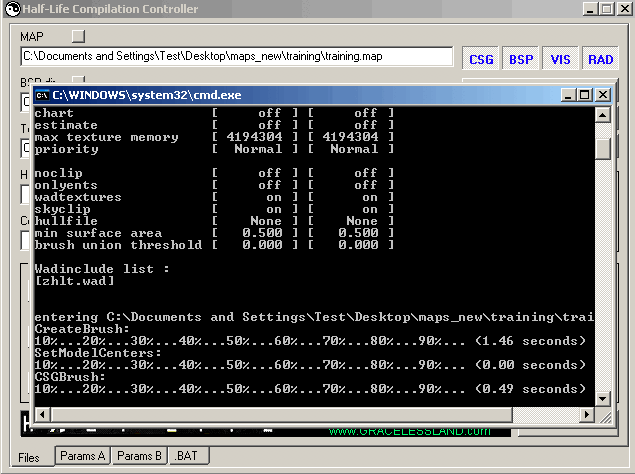 Half-Life Compilation Controller
MAP
C:\Documents and Settings\Test\Desktop\maps_new\training\training.map
CSG BSP VIS RAD
C:\WINDOWS\system32\cmd.exe
chart [ off ] [ off ]
estimate [ off ] [ off ]
max texture memory [ 4194304 ] [ 4194304 ]
priority [ Normal ] [ Normal ]
noclip [ off ] [ off ]
onlyents [ off ] [ off ]
wadtextures [ on ] [ on ]
skyclip [ on ] [ on ]
hullfile [ None ] [ None ]
min surface area [ 0.500 ] [ 0.500 ]
brush union threshold [ 0.000 ] [ 0.000 ]
Wadinclude list :
[zhlt.wad]
entering C:\Documents and Settings\Test\Desktop\maps_new\training\trai
CreateBrush:
10%...20%...30%...40%...50%...60%...70%...80%...90%... (1.46 seconds)
SetModelCenters:
10%...20%...30%...40%...50%...60%...70%...80%...90%... (0.00 seconds)
CSGBrush:
10%...20%...30%...40%...50%...60%...70%...80%...90%... (0.49 seconds)
www.GRACELESSLAND.com
Files Params A Params B .BAT